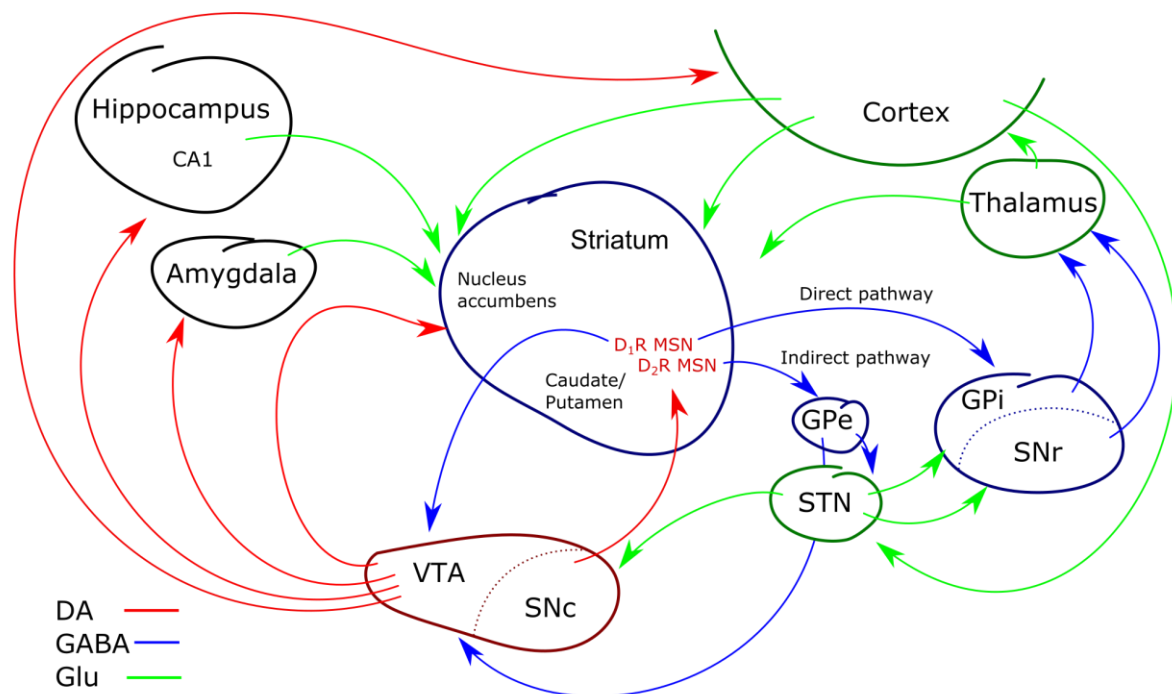 Hippocampus
CA1
Amygdala
Cortex
Thalamus
Striatum
Nucleus
accumbens
Direct pathway
D₁R MSN
D₂R MSN
Indirect pathway
Caudate/
Putamen
GPe
GPi
SNr
STN
VTA
SNc
DA
GABA
Glu